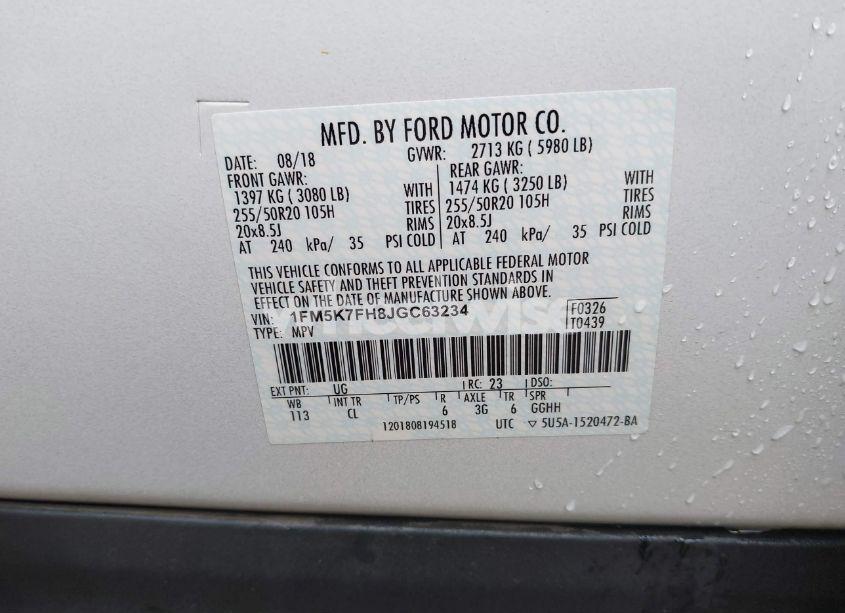 MFD. BY FORD MOTOR CO.
DATE: 08/18 GVWR: 2713 KG ( 5980 LB)
FRONT GAWR: REAR GAWR:
1397 KG ( 3080 LB) WITH 1474 KG ( 3250 LB) WITH
255/50R20 105H TIRES 255/50R20 105H TIRES
20x8.5J RIMS 20x8.5J RIMS
AT 240 kPa/ 35 PSI COLD AT 240 kPa/ 35 PSI COLD
THIS VEHICLE CONFORMS TO ALL APPLICABLE FEDERAL MOTOR
VEHICLE SAFETY AND THEFT PREVENTION STANDARDS IN
EFFECT ON THE DATE OF MANUFACTURE SHOWN ABOVE.
VIN: 1FM5K7FH8JGC63234 F0326
TYPE: MPV T0439
EXT PNT: UG RC: 23 DSO:
WB INT TR TP/PS R AXLE TR SPR
113 CL 6 3G 6 GGHH
1201808194518 UTC ▽ 5U5A-1520472-BA